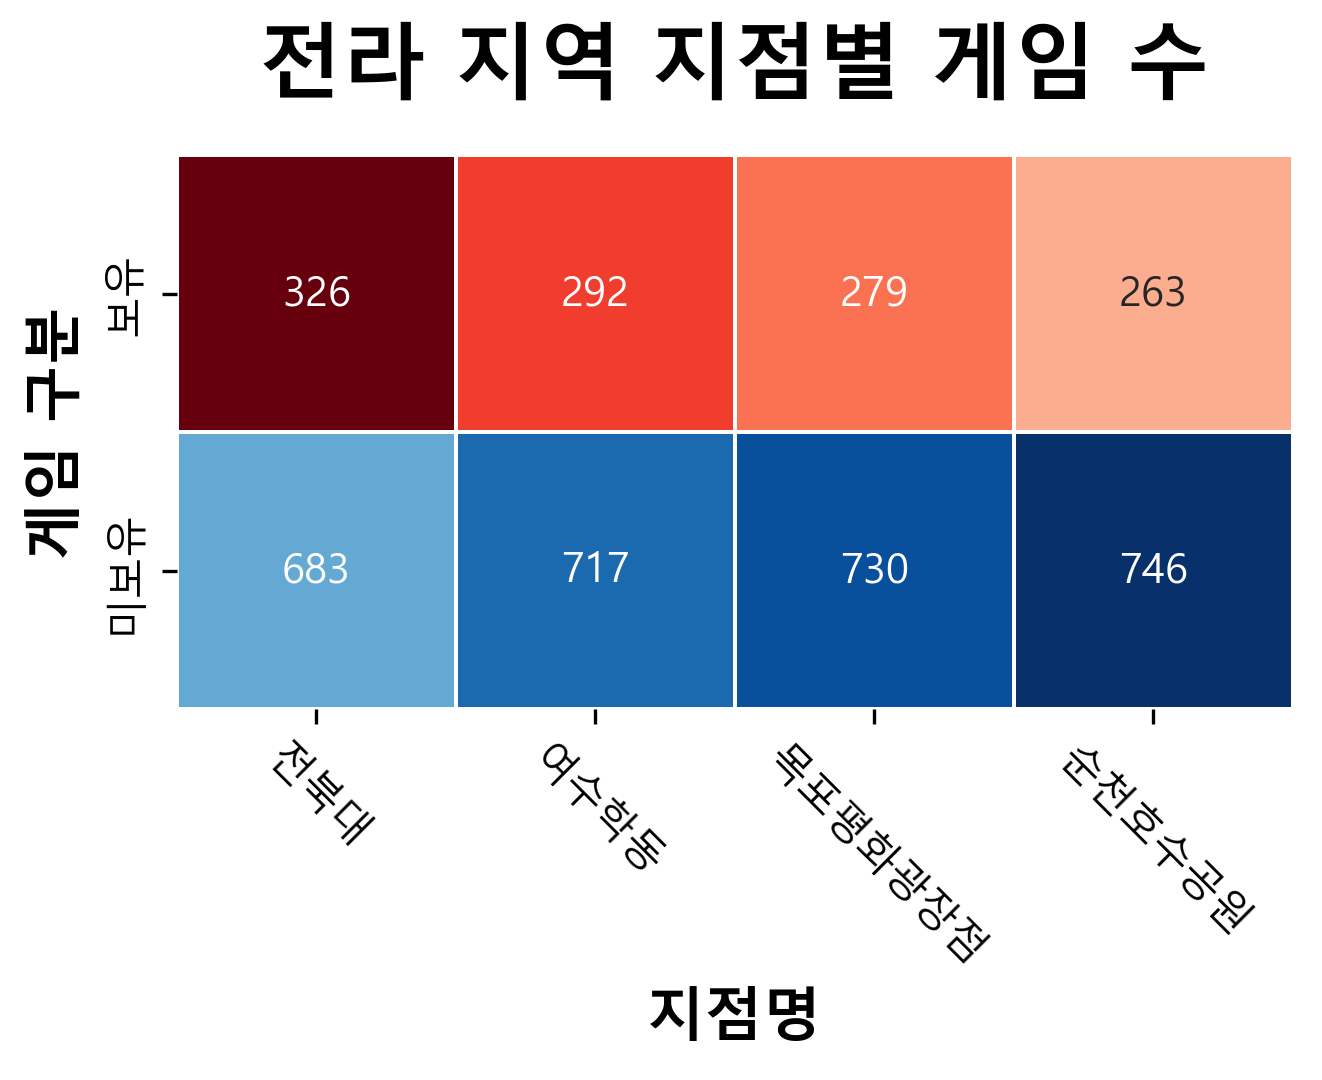 전라 지역 지점별 게임 수
게임 구분
보유
326 292 279 263
미보유
683 717 730 746
전북대 여수학동 목포평화광장점 순천호수공원
지점명